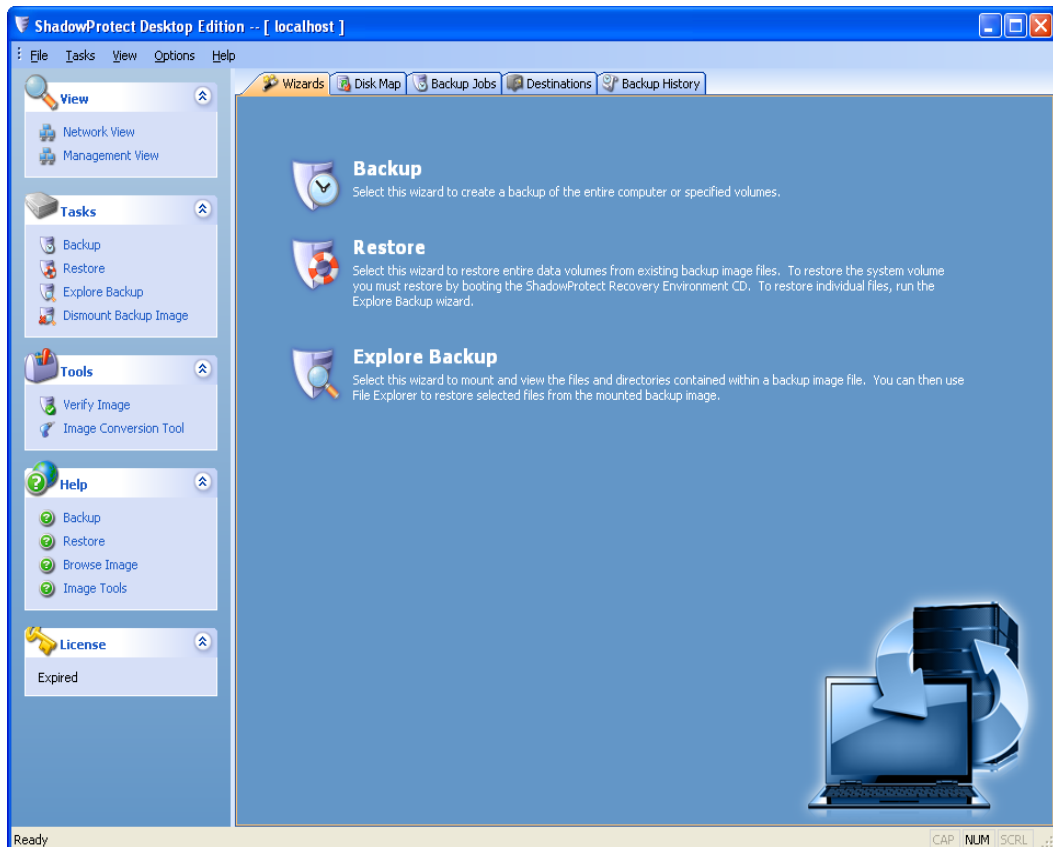 ShadowProtect Desktop Edition -- [ localhost ]
File Tasks View Options Help
View
Network View
Management View
Tasks
Backup
Restore
Explore Backup
Dismount Backup Image
Tools
Verify Image
Image Conversion Tool
Help
Backup
Restore
Browse Image
Image Tools
License
Expired
Wizards Disk Map Backup Jobs Destinations Backup History
Backup
Select this wizard to create a backup of the entire computer or specified volumes.
Restore
Select this wizard to restore entire data volumes from existing backup image files. To restore the system volume
you must restore by booting the ShadowProtect Recovery Environment CD. To restore individual files, run the
Explore Backup wizard.
Explore Backup
Select this wizard to mount and view the files and directories contained within a backup image file. You can then use
File Explorer to restore selected files from the mounted backup image.
Ready
CAP NUM SCRL